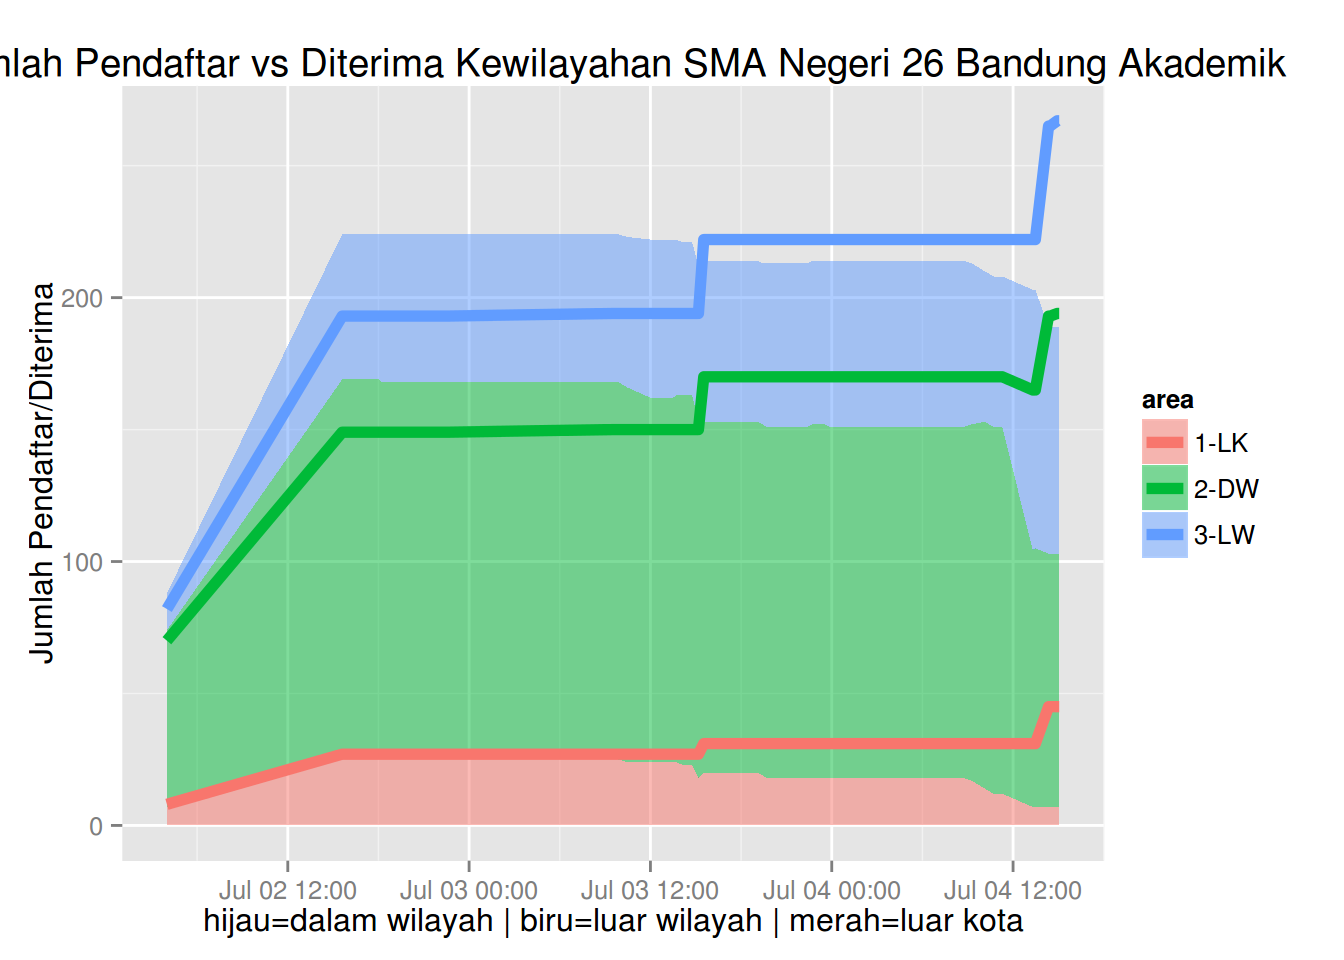 mlah Pendaftar vs Diterima Kewilayahan SMA Negeri 26 Bandung Akademik
Jumlah Pendaftar/Diterima
200
100
0
Jul 02 12:00
Jul 03 00:00
Jul 03 12:00
Jul 04 00:00
Jul 04 12:00
hijau=dalam wilayah | biru=luar wilayah | merah=luar kota
area
1-LK
2-DW
3-LW